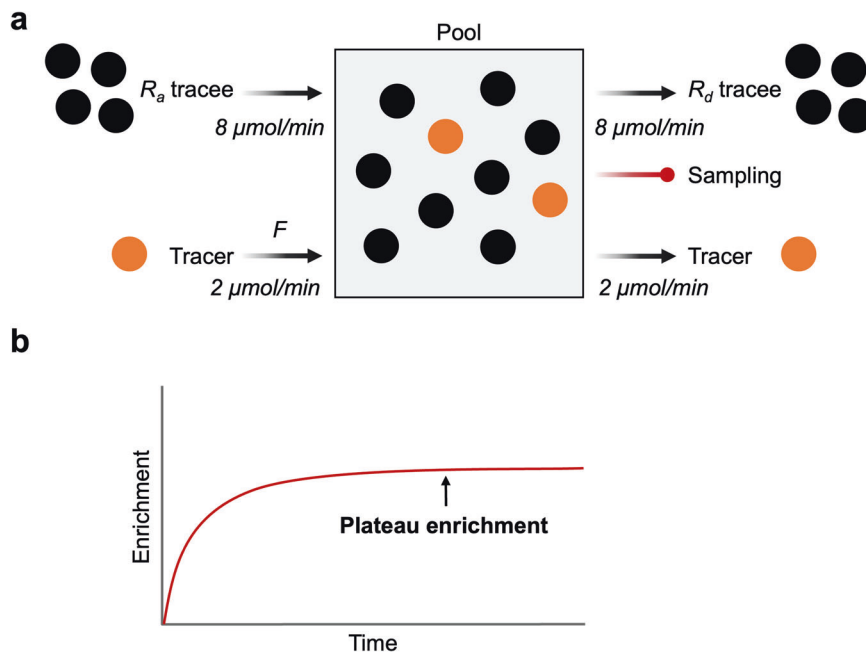 a
Pool
Ra tracee
8 µmol/min
Rd tracee
8 µmol/min
Sampling
F
Tracer
2 µmol/min
Tracer
2 µmol/min
b
Enrichment
Plateau enrichment
Time